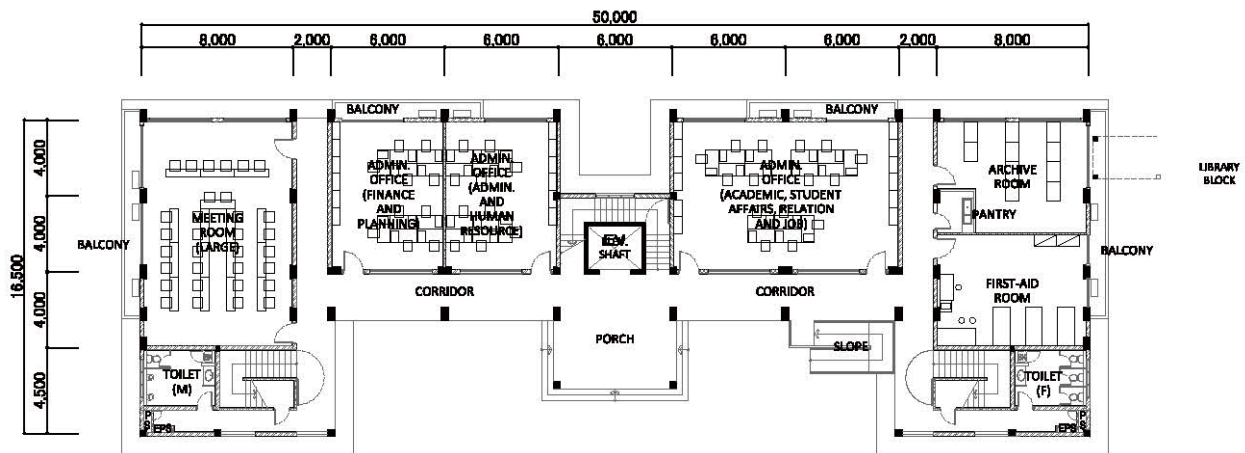 50,000
8,000 2,000 6,000 6,000 6,000 6,000 6,000 2,000 8,000
16,500
4,000
4,000
4,000
4,500
BALCONY
BALCONY
BALCONY
BALCONY
MEETING
ROOM
(LARGE)
ADMIN.
OFFICE
(FINANCE
AND
PLANNING)
ADMIN.
OFFICE
(ADMIN.
AND
HUMAN
RESOURCE)
ADMIN.
OFFICE
(ACADEMIC, STUDENT
AFFAIRS, RELATION
AND JOB)
ARCHIVE
ROOM
LIBRARY
BLOCK
PANTRY
SHAFT
CORRIDOR
CORRIDOR
FIRST-AID
ROOM
PORCH
SLOPE
TOILET
(M)
TOILET
(F)
PS
EPS
EPS
PS